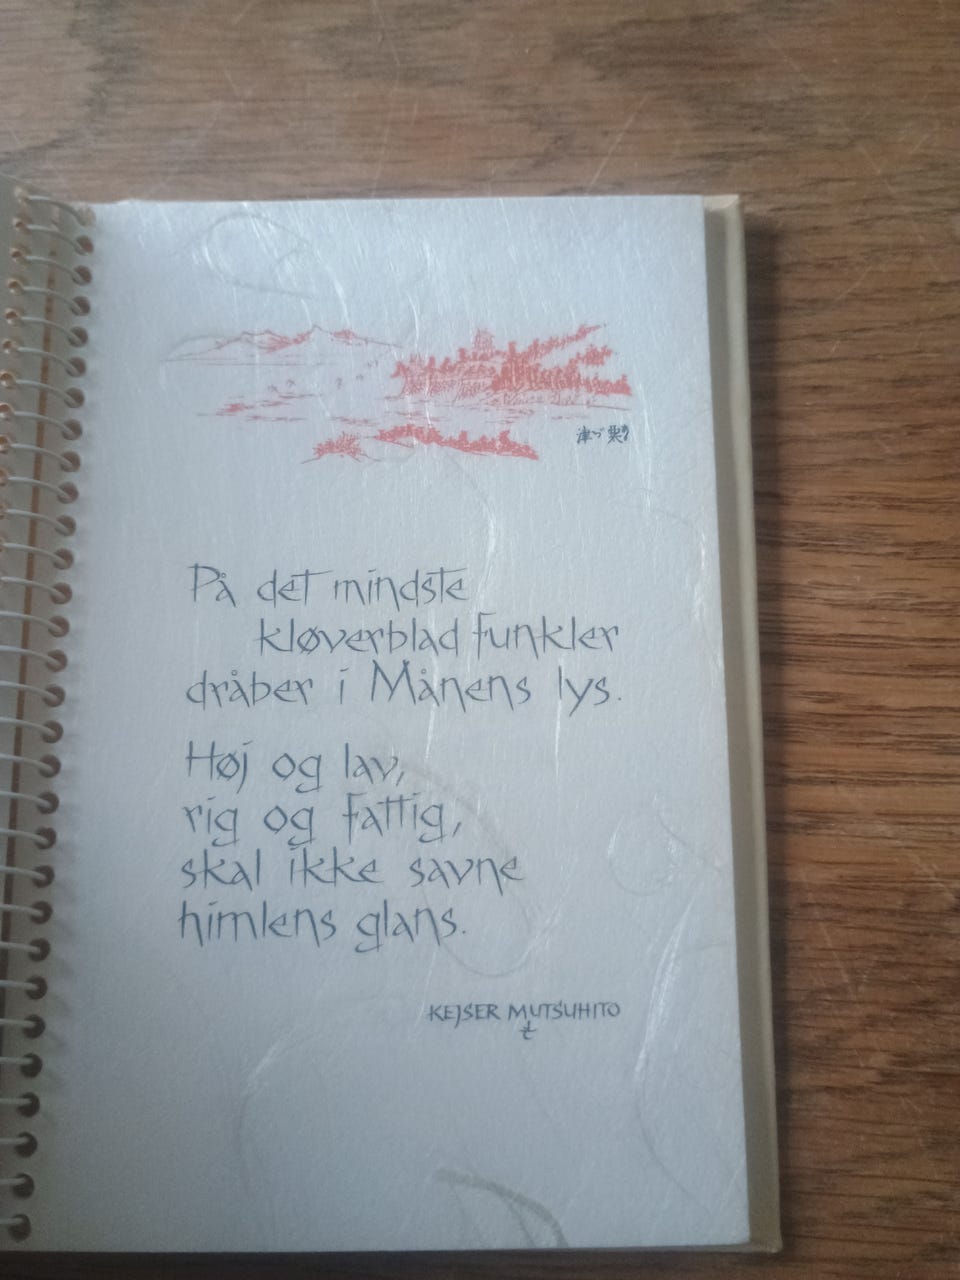 På det mindste
kløverblad funkler
dråber i Månens lys.
Høj og lav,
rig og fattig,
skal ikke savne
himlens glans.
KEJSER MUTSUHITO